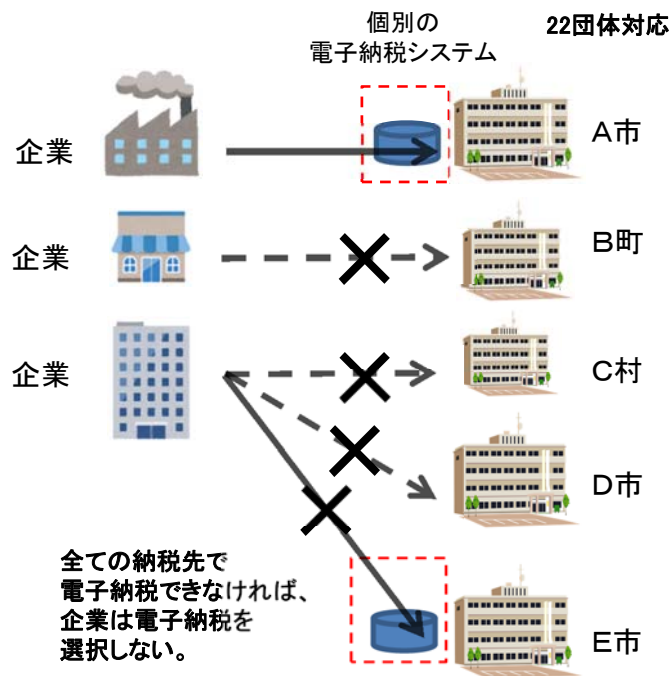 個別の
電子納税システム
22団体対応
企業
A市
企業
B町
企業
C村
D市
全ての納税先で
電子納税できなければ、
企業は電子納税を
選択しない。
E市